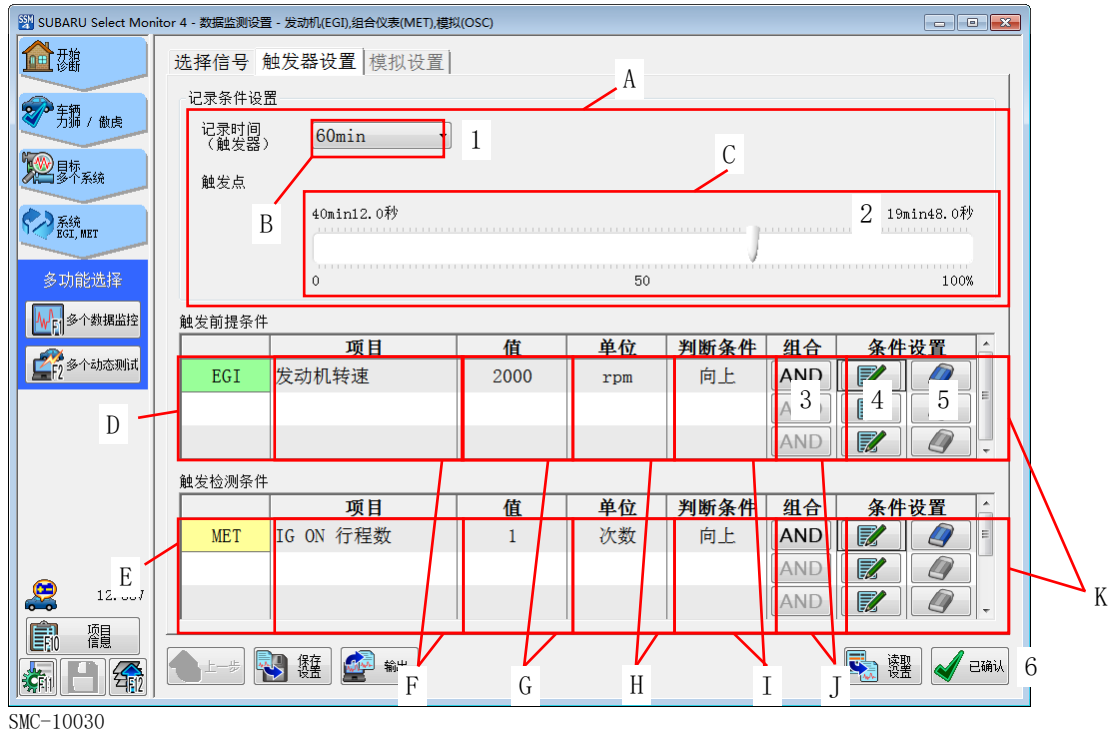 SUBARU Select Monitor 4 - 数据监测设置 - 发动机(EGI),组合仪表(MET),模拟(OSC)
开始
诊断
选择信号 触发器设置 模拟设置
A
记录条件设置
车辆
力狮 / 傲虎
记录时间
(触发器)
60min
1
C
目标
多个系统
触发点
B
40min12.0秒
2
19min48.0秒
系统
EGI,MET
0
50
100%
多功能选择
F1
多个数据监控
触发前提条件
项目 值 单位 判断条件 组合 条件设置
F2
多个动态测试
EGI 发动机转速 2000 rpm 向上 AND
3 4 5
D
AND
触发检测条件
项目 值 单位 判断条件 组合 条件设置
MET IG ON 行程数 1 次数 向上 AND
AND
E
AND
K
F10
项目
信息
上一步
保存
设置
读取
设置
已确认
6
F11
F12
F G H I J
SMC-10030